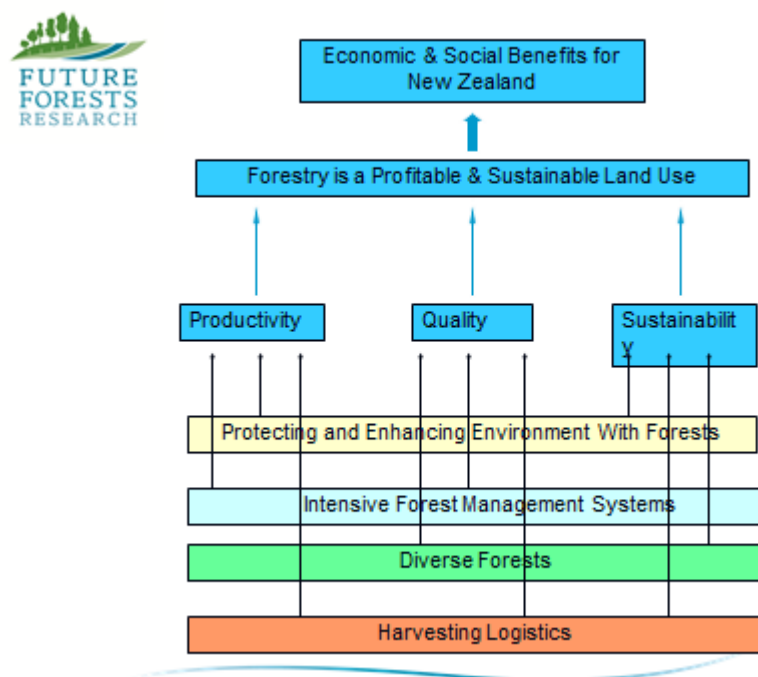 FUTURE
FORESTS
RESEARCH
Economic & Social Benefits for
New Zealand
Forestry is a Profitable & Sustainable Land Use
Productivity
Quality
Sustainabilit
y
Protecting and Enhancing Environment With Forests
Intensive Forest Management Systems
Diverse Forests
Harvesting Logistics